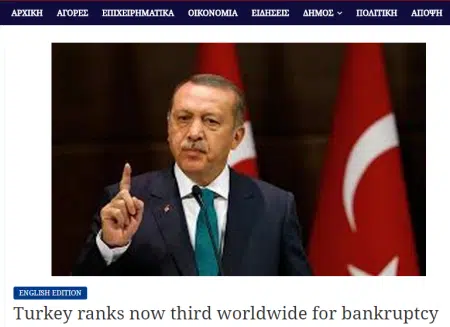 ΑΡΧΙΚΗ ΑΓΟΡΕΣ ΕΠΙΧΕΙΡΗΜΑΤΙΚΑ ΟΙΚΟΝΟΜΙΑ ΕΙΔΗΣΕΙΣ ΔΗΜΟΣ ΠΟΛΙΤΙΚΗ ΑΠΟΨΗ
ENGLISH EDITION
Turkey ranks now third worldwide for bankruptcy